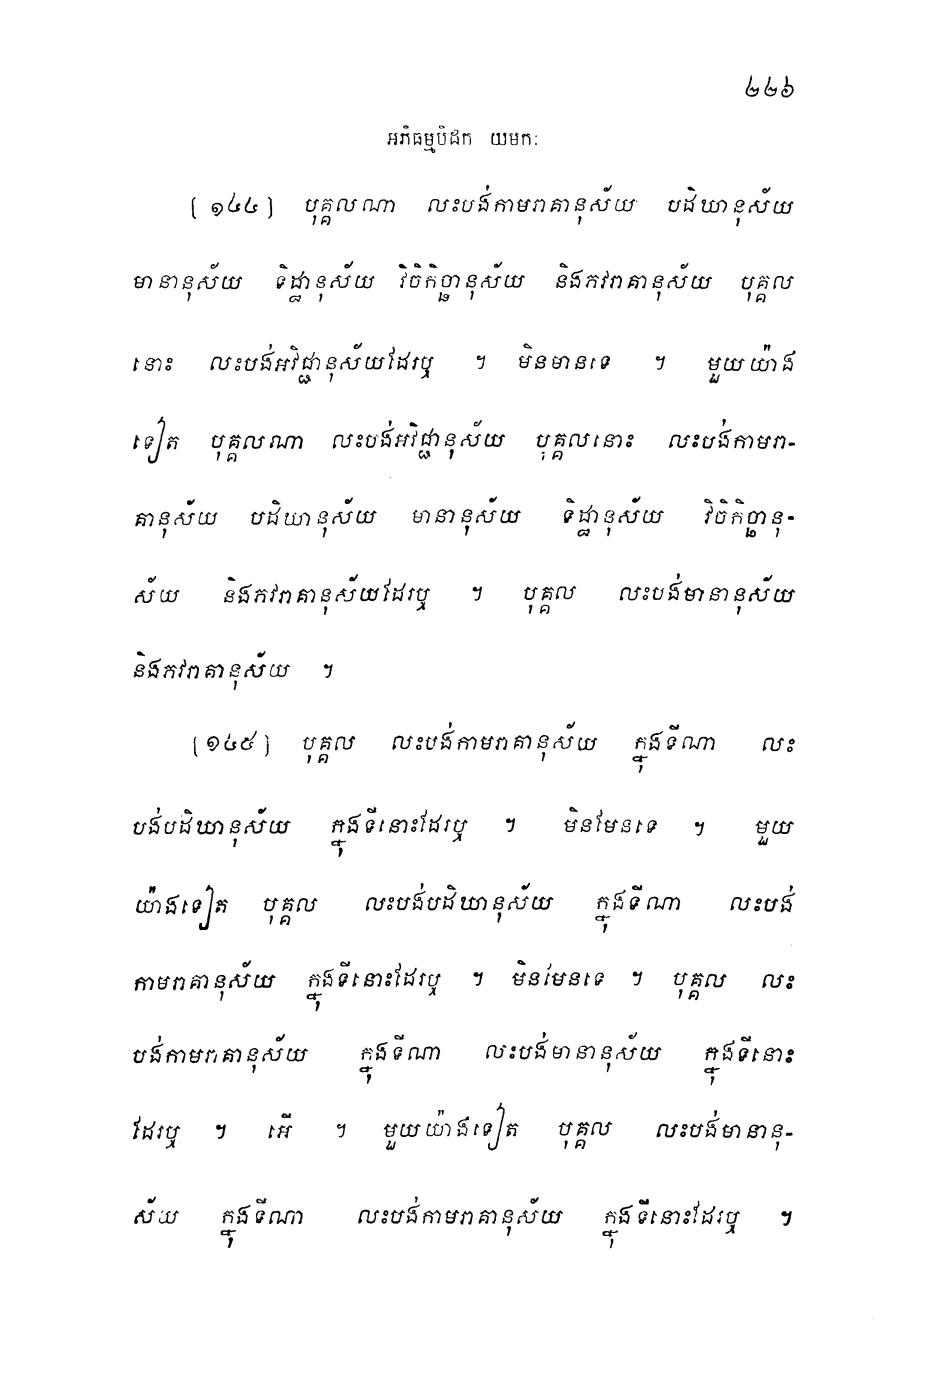 ២២៦
អភិធម្មបិដក យមកៈ
[១៤៤] បុគ្គលណា លះបង់កាមរាគានុស័យ បដិឃានុស័យ
មានានុស័យ ទិដ្ឋានុស័យ វិចិកិច្ឆានុស័យ និងភវរាគានុស័យ បុគ្គល
នោះ លះបង់អវិជ្ជានុស័យដែរឬ ។ មិនមានទេ ។ មួយយ៉ាង
ទៀត បុគ្គលណា លះបង់អវិជ្ជានុស័យ បុគ្គលនោះ លះបង់កាមរា-
គានុស័យ បដិឃានុស័យ មានានុស័យ ទិដ្ឋានុស័យ វិចិកិច្ឆានុ-
ស័យ និងភវរាគានុស័យដែរឬ ។ បុគ្គល លះបង់មានានុស័យ
និងភវរាគានុស័យ ។
[១៤៥] បុគ្គល លះបង់កាមរាគានុស័យ ក្នុងទីណា លះ
បង់បដិឃានុស័យ ក្នុងទីនោះដែរឬ ។ មិនមែនទេ ។ មួយ
យ៉ាងទៀត បុគ្គល លះបង់បដិឃានុស័យ ក្នុងទីណា លះបង់
កាមរាគានុស័យ ក្នុងទីនោះដែរឬ ។ មិនមែនទេ ។ បុគ្គល លះ
បង់កាមរាគានុស័យ ក្នុងទីណា លះបង់មានានុស័យ ក្នុងទីនោះ
ដែរឬ ។ អើ ។ មួយយ៉ាងទៀត បុគ្គល លះបង់មានានុ-
ស័យ ក្នុងទីណា លះបង់កាមរាគានុស័យ ក្នុងទីនោះដែរឬ ។